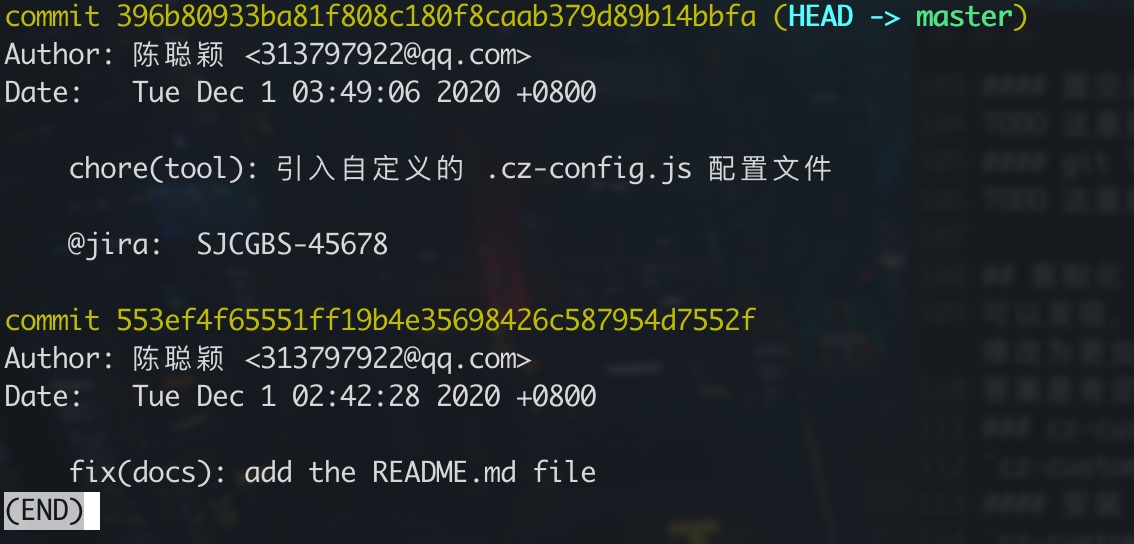 commit 396b80933ba81f808c180f8caab379d89b14bbfa (HEAD -> master)
Author: 陈聪颖 <313797922@qq.com>
Date:   Tue Dec 1 03:49:06 2020 +0800
chore(tool): 引入自定义的 .cz-config.js 配置文件
@jira:  SJCGBS-45678
commit 553ef4f65551ff19b4e35698426c587954d7552f
Author: 陈聪颖 <313797922@qq.com>
Date:   Tue Dec 1 02:42:28 2020 +0800
fix(docs): add the README.md file
(END)